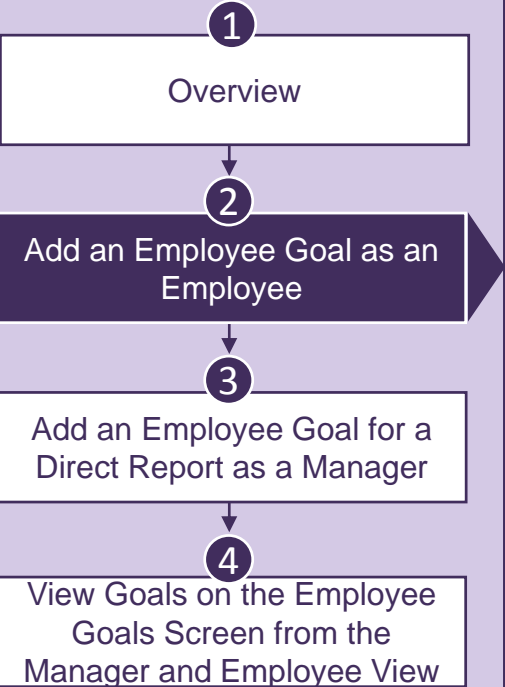 1
Overview
2
Add an Employee Goal as an
Employee
3
Add an Employee Goal for a
Direct Report as a Manager
4
View Goals on the Employee
Goals Screen from the
Manager and Employee View